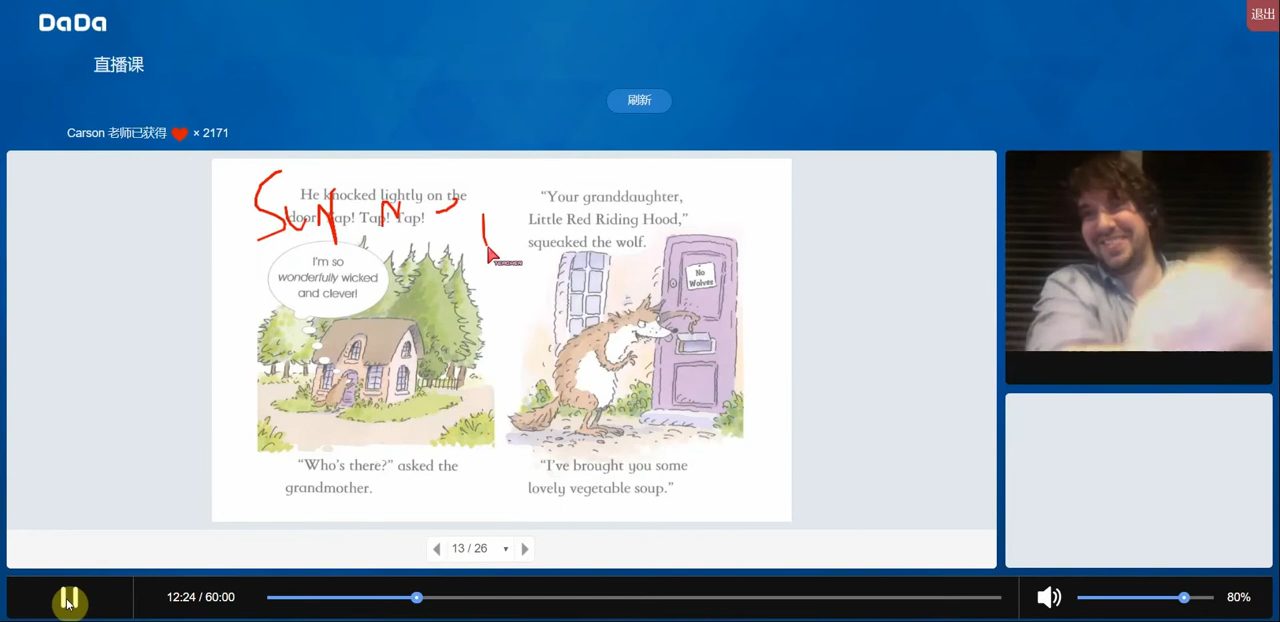 DaDa
退出
直播课
刷新
Carson 老师已获得 × 2171
He knocked lightly on the
door. Tap! Tap! Tap!
I'm so
wonderfully wicked
and clever!
"Who's there?" asked the
grandmother.
"Your granddaughter,
Little Red Riding Hood,"
squeaked the wolf.
No
Wolves
"I've brought you some
lovely vegetable soup."
13 / 26
12:24 / 60:00
80%